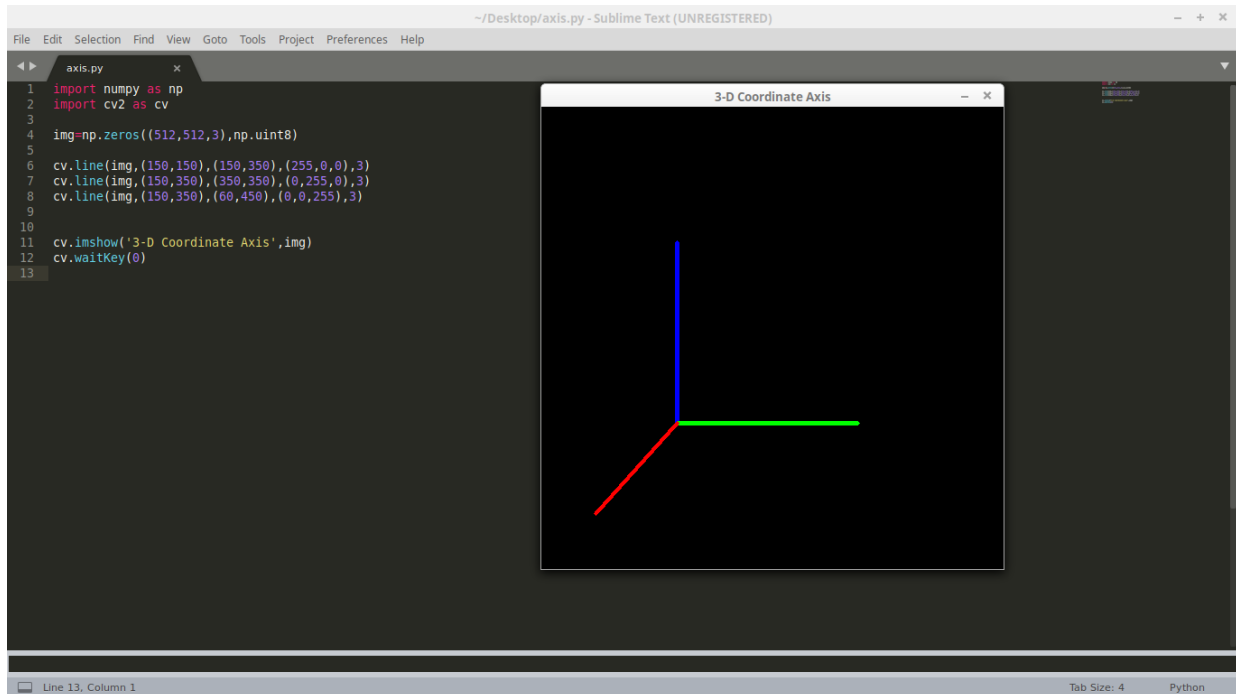 ~/Desktop/axis.py - Sublime Text (UNREGISTERED)
File Edit Selection Find View Goto Tools Project Preferences Help
axis.py
1 import numpy as np
2 import cv2 as cv
3
4 img=np.zeros((512,512,3),np.uint8)
5
6 cv.line(img,(150,150),(150,350),(255,0,0),3)
7 cv.line(img,(150,350),(350,350),(0,255,0),3)
8 cv.line(img,(150,350),(60,450),(0,0,255),3)
9
10
11 cv.imshow('3-D Coordinate Axis',img)
12 cv.waitKey(0)
13
3-D Coordinate Axis
Line 13, Column 1
Tab Size: 4 Python